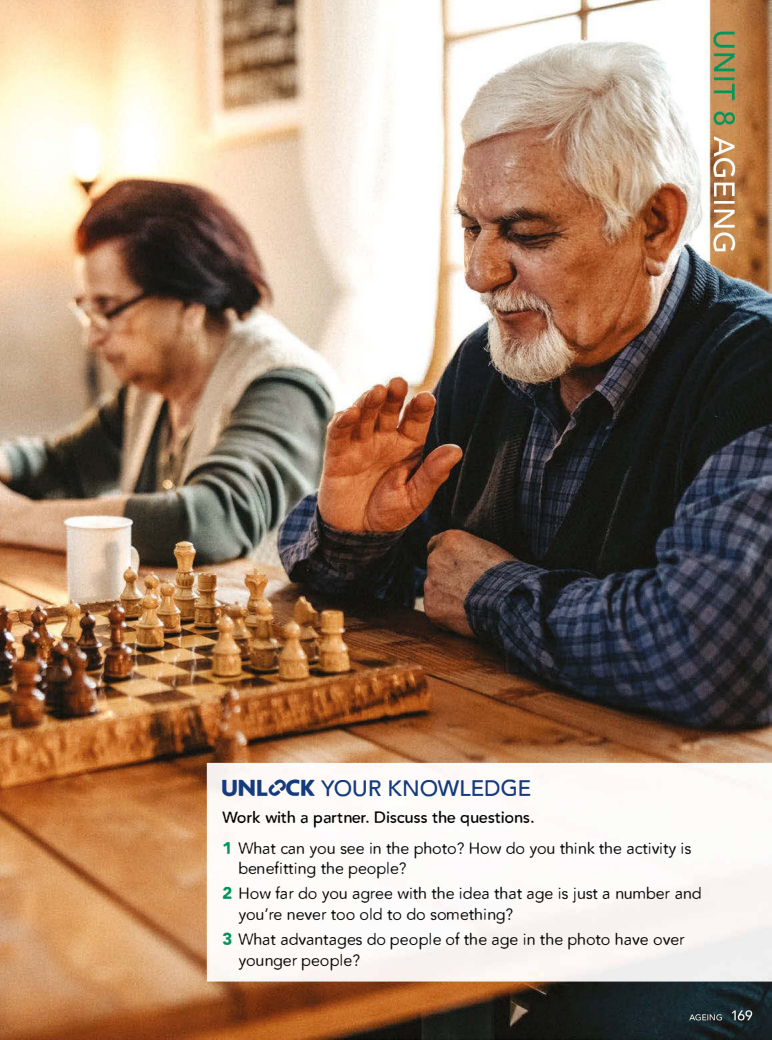 UNIT 8 AGEING
UNLOCK YOUR KNOWLEDGE
Work with a partner. Discuss the questions.
1 What can you see in the photo? How do you think the activity is
benefitting the people?
2 How far do you agree with the idea that age is just a number and
you're never too old to do something?
3 What advantages do people of the age in the photo have over
younger people?
AGEING 169